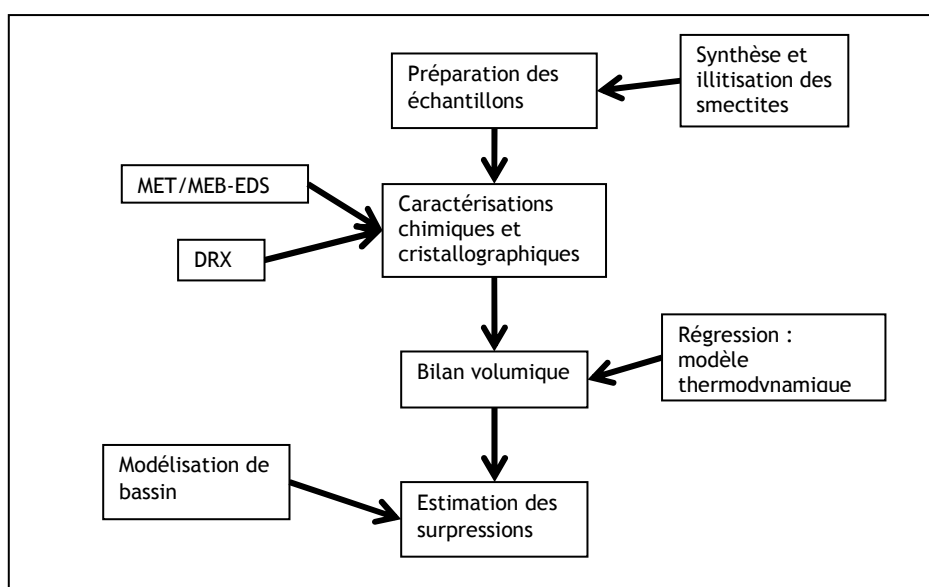 Synthèse et
illitisation des
smectites
Préparation des
échantillons
MET/MEB-EDS
Caractérisations
chimiques et
cristallographiques
DRX
Régression :
modèle
thermodynamique
Bilan volumique
Modélisation de
bassin
Estimation des
surpressions